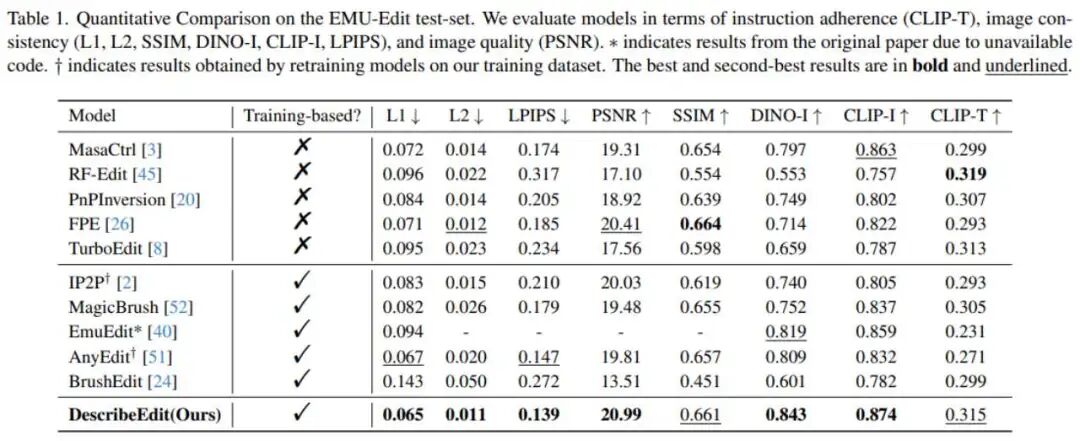 Table 1. Quantitative Comparison on the EMU-Edit test-set. We evaluate models in terms of instruction adherence (CLIP-T), image con-
sistency (L1, L2, SSIM, DINO-I, CLIP-I, LPIPS), and image quality (PSNR). ∗ indicates results from the original paper due to unavailable
code. † indicates results obtained by retraining models on our training dataset. The best and second-best results are in bold and underlined.
Model Training-based? L1 ↓ L2 ↓ LPIPS ↓ PSNR ↑ SSIM ↑ DINO-I ↑ CLIP-I ↑ CLIP-T ↑
MasaCtrl [3] ✗ 0.072 0.014 0.174 19.31 0.654 0.797 0.863 0.299
RF-Edit [45] ✗ 0.096 0.022 0.317 17.10 0.554 0.553 0.757 0.319
PnPInversion [20] ✗ 0.084 0.014 0.205 18.92 0.639 0.749 0.802 0.307
FPE [26] ✗ 0.071 0.012 0.185 20.41 0.664 0.714 0.822 0.293
TurboEdit [8] ✗ 0.095 0.023 0.234 17.56 0.598 0.659 0.787 0.313
IP2P† [2] ✓ 0.083 0.015 0.210 20.03 0.619 0.740 0.805 0.293
MagicBrush [52] ✓ 0.082 0.026 0.179 19.48 0.655 0.752 0.837 0.305
EmuEdit* [40] ✓ 0.094 - - - - 0.819 0.859 0.231
AnyEdit† [51] ✓ 0.067 0.020 0.147 19.81 0.657 0.809 0.832 0.271
BrushEdit [24] ✓ 0.143 0.050 0.272 13.51 0.451 0.601 0.782 0.299
DescribeEdit(Ours) ✓ 0.065 0.011 0.139 20.99 0.661 0.843 0.874 0.315